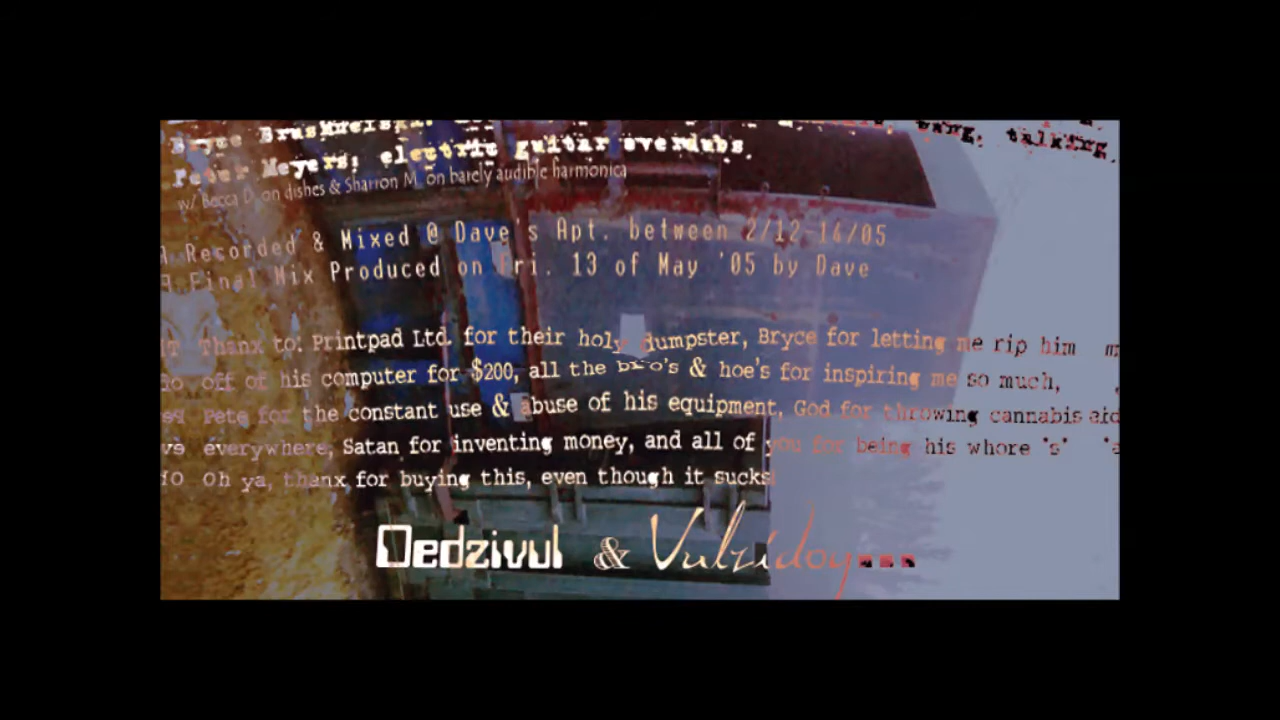 Bryce
bang, talking,
Peter Meyers; electric guitar overdubs.
w/ Becca D. on dishes & Sharron M. on barely audible harmonica
Recorded & Mixed @ Dave's Apt. between 2/12-14/05
Final Mix Produced on Fri. 13 of May '05 by Dave
Thanx to: Printpad Ltd. for their holy dumpster, Bryce for letting me rip him
off of his computer for $200, all the bro's & hoe's for inspiring me so much,
Pete for the constant use & abuse of his equipment, God for throwing cannabis
everywhere, Satan for inventing money, and all of you for being his whore 's'
Oh ya, thanx for buying this, even though it sucks
Dedzivul & Vulzidoy...